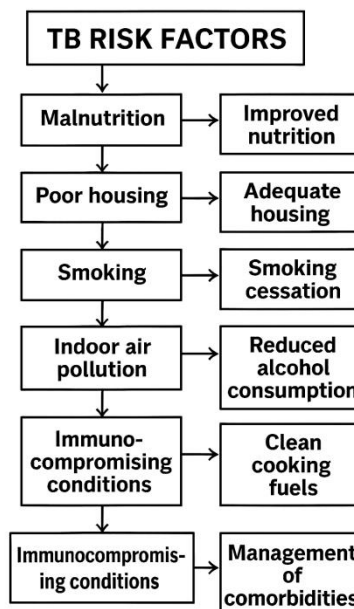 TB RISK FACTORS
Malnutrition
Improved
nutrition
Poor housing
Adequate
housing
Smoking
Smoking
cessation
Indoor air
pollution
Reduced
alcohol
consumption
Immuno-
compromising
conditions
Clean
cooking
fuels
Immunocompromis-
ing conditions
Management
of
comorbidities